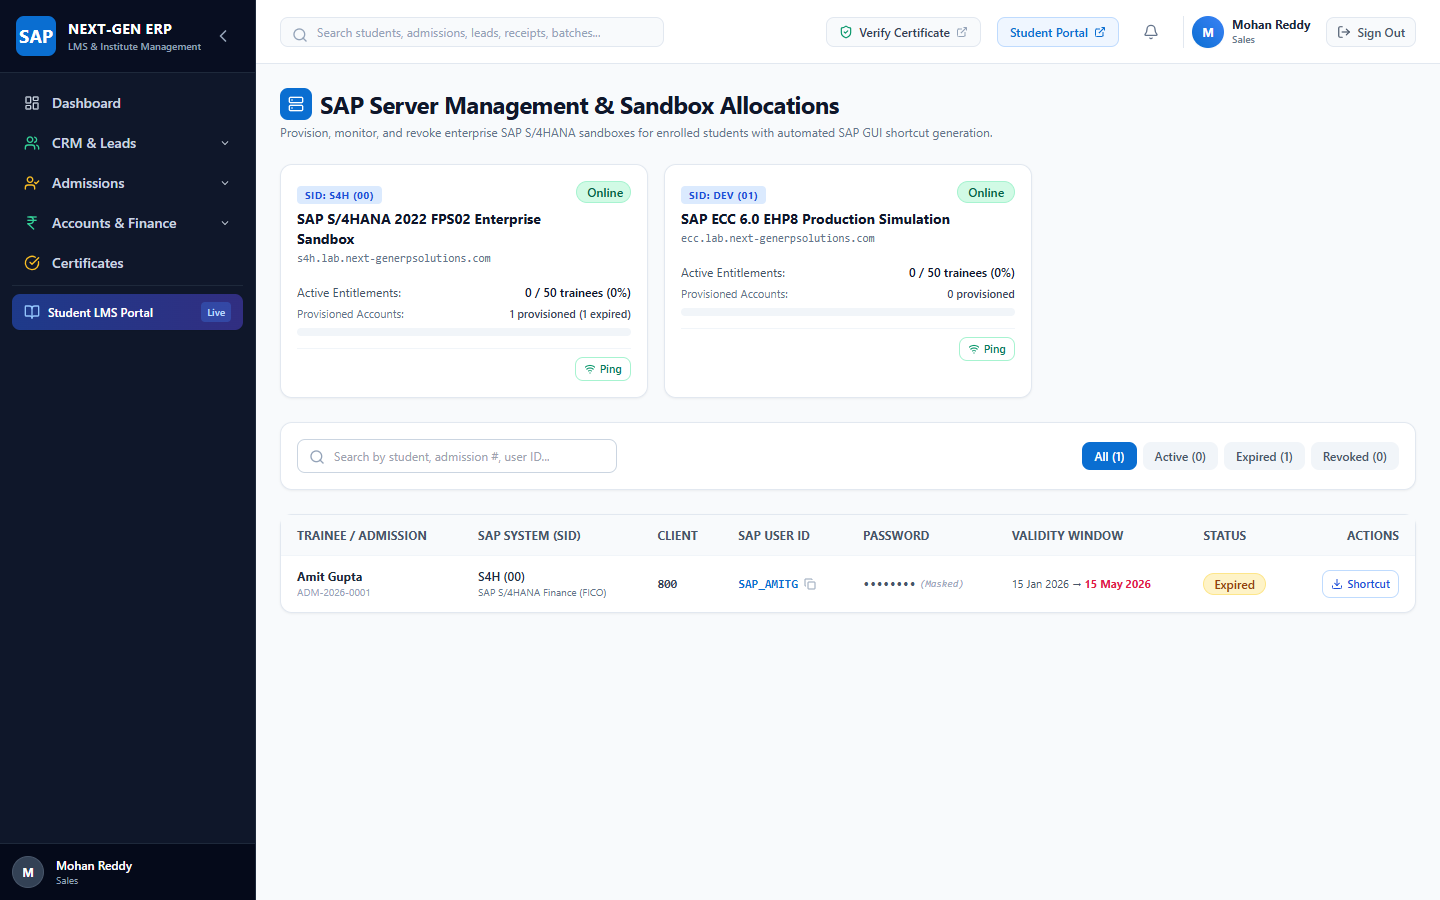 SAP
NEXT-GEN ERP
LMS & Institute Management
Dashboard
CRM & Leads
Admissions
Accounts & Finance
Certificates
Student LMS Portal
Live
M
Mohan Reddy
Sales
Search students, admissions, leads, receipts, batches...
Verify Certificate
Student Portal
M
Mohan Reddy
Sales
Sign Out
SAP Server Management & Sandbox Allocations
Provision, monitor, and revoke enterprise SAP S/4HANA sandboxes for enrolled students with automated SAP GUI shortcut generation.
SID: S4H (00)
Online
SAP S/4HANA 2022 FPS02 Enterprise
Sandbox
s4h.lab.next-generpsolutions.com
Active Entitlements: 0 / 50 trainees (0%)
Provisioned Accounts: 1 provisioned (1 expired)
Ping
SID: DEV (01)
Online
SAP ECC 6.0 EHP8 Production Simulation
ecc.lab.next-generpsolutions.com
Active Entitlements: 0 / 50 trainees (0%)
Provisioned Accounts: 0 provisioned
Ping
Search by student, admission #, user ID...
All (1) Active (0) Expired (1) Revoked (0)
TRAINEE / ADMISSION SAP SYSTEM (SID) CLIENT SAP USER ID PASSWORD VALIDITY WINDOW STATUS ACTIONS
Amit Gupta
ADM-2026-0001
S4H (00)
SAP S/4HANA Finance (FICO)
800
SAP_AMITG
•••••••• (Masked)
15 Jan 2026 → 15 May 2026
Expired
Shortcut